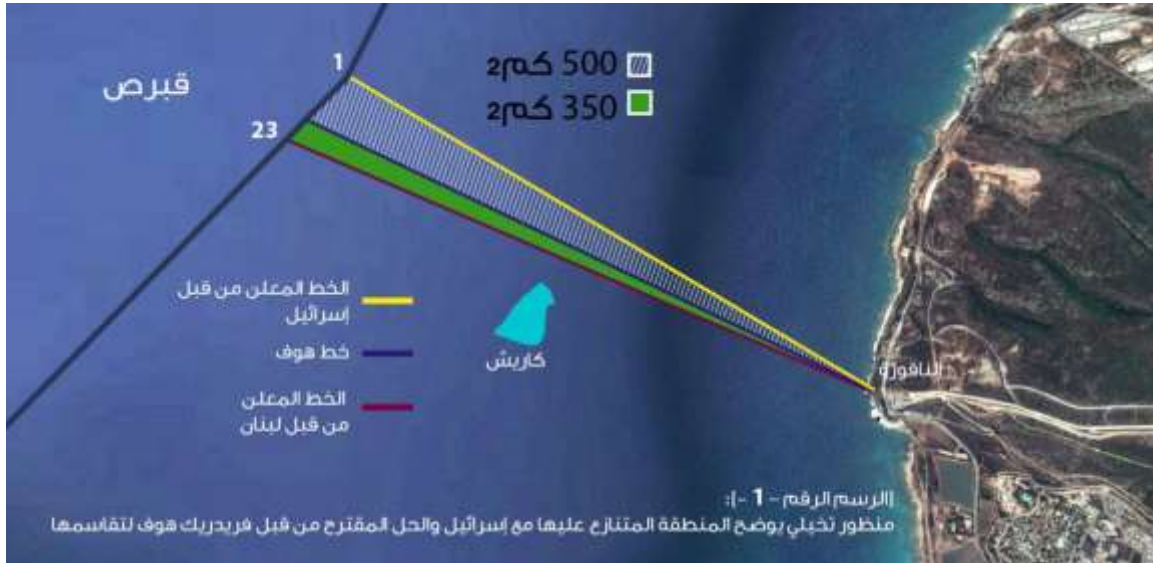 1
قبرص
500 كم2
350 كم2
23
الخط المعلن من قبل
إسرائيل
خط هوف
الخط المعلن
من قبل لبنان
كاريش
الناقورة
(الرسم الرقم - 1 -):
منظور تخيلي يوضح المنطقة المتنازع عليها مع إسرائيل والحل المقترح من قبل فريدريك هوف لتقاسمها